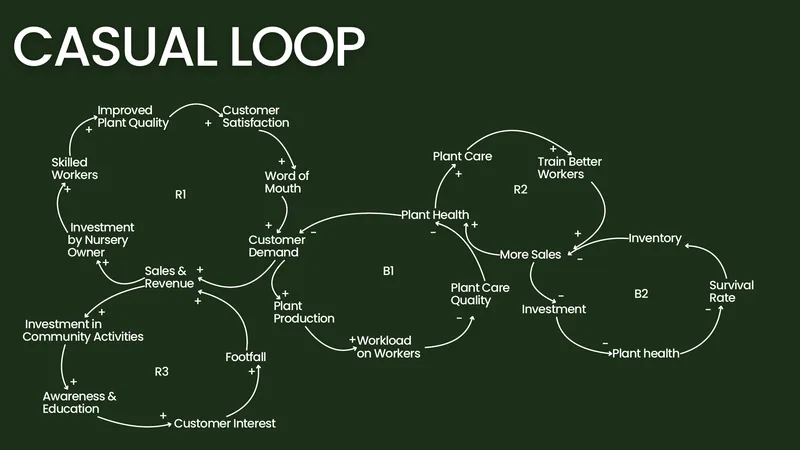 CASUAL LOOP
Improved
Plant Quality
+
+
Customer
Satisfaction
Skilled
Workers
+
R1
+
Word of
Mouth
Investment
by Nursery
Owner
+
+
Customer
Demand
-
Sales &
Revenue
+
+
+
Investment in
Community Activities
R3
Footfall
+
+
Awareness &
Education
+
Customer Interest
Plant Care
+
+
Train Better
Workers
R2
Plant Health
-
+
+
More Sales
-
Inventory
B1
+
Plant
Production
Plant Care
Quality
-
+
Workload
on Workers
-
Investment
B2
Survival
Rate
-
-
Plant health